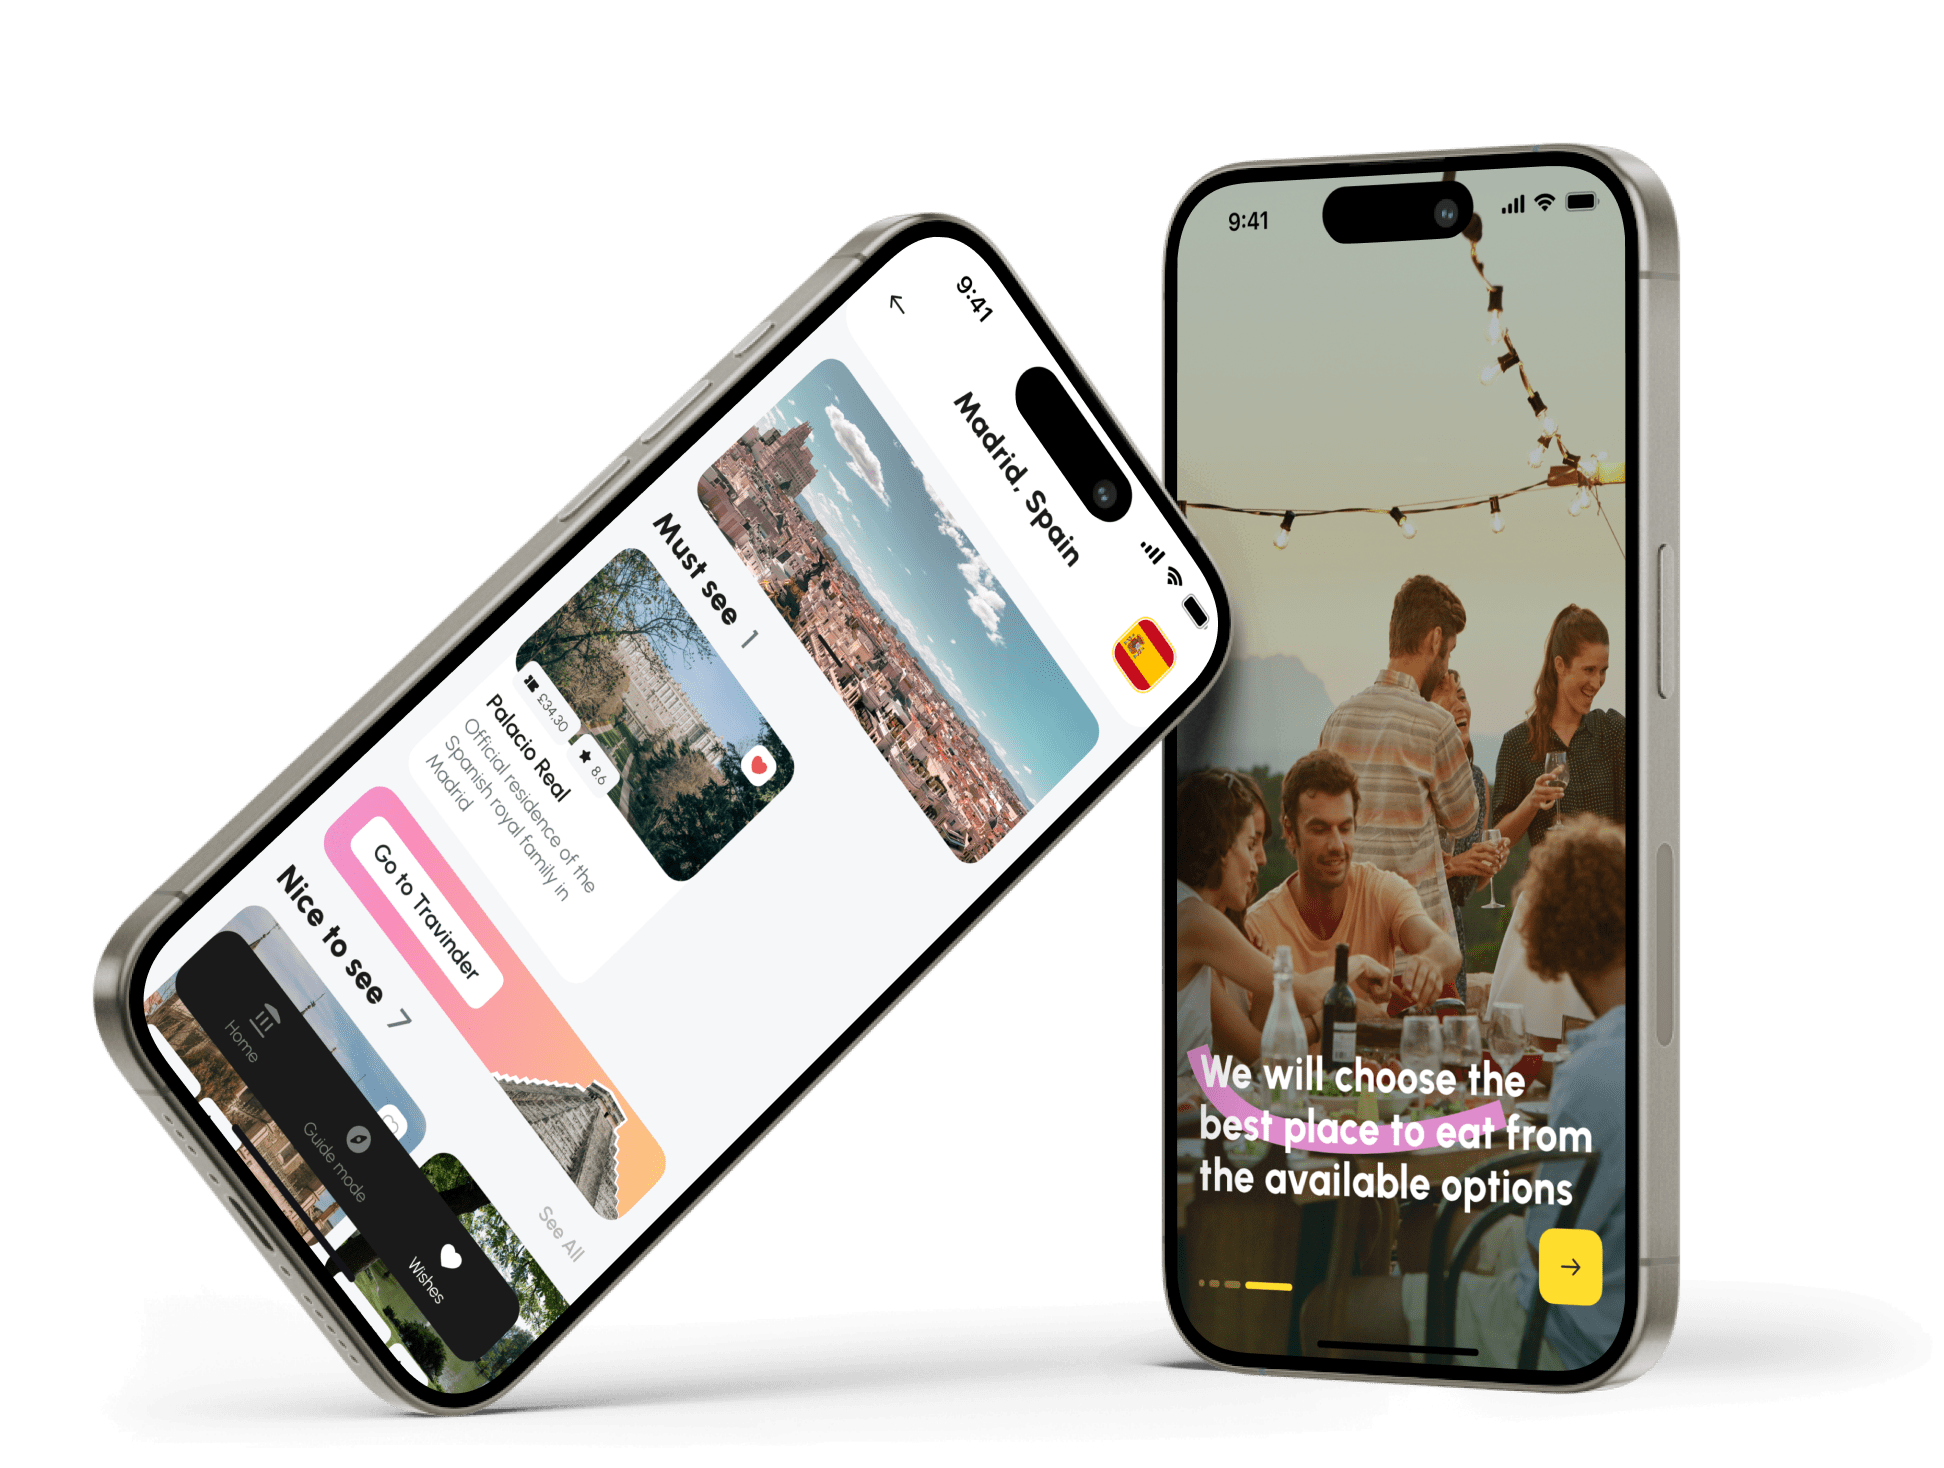 9:41
Madrid, Spain
Must see 1
£34,30
8.6
Palacio Real
Official residence of the
Spanish royal family in
Madrid
Go to Travinder
Nice to see 7
See All
Home
Guide mode
Wishes
9:41
We will choose the
best place to eat from
the available options